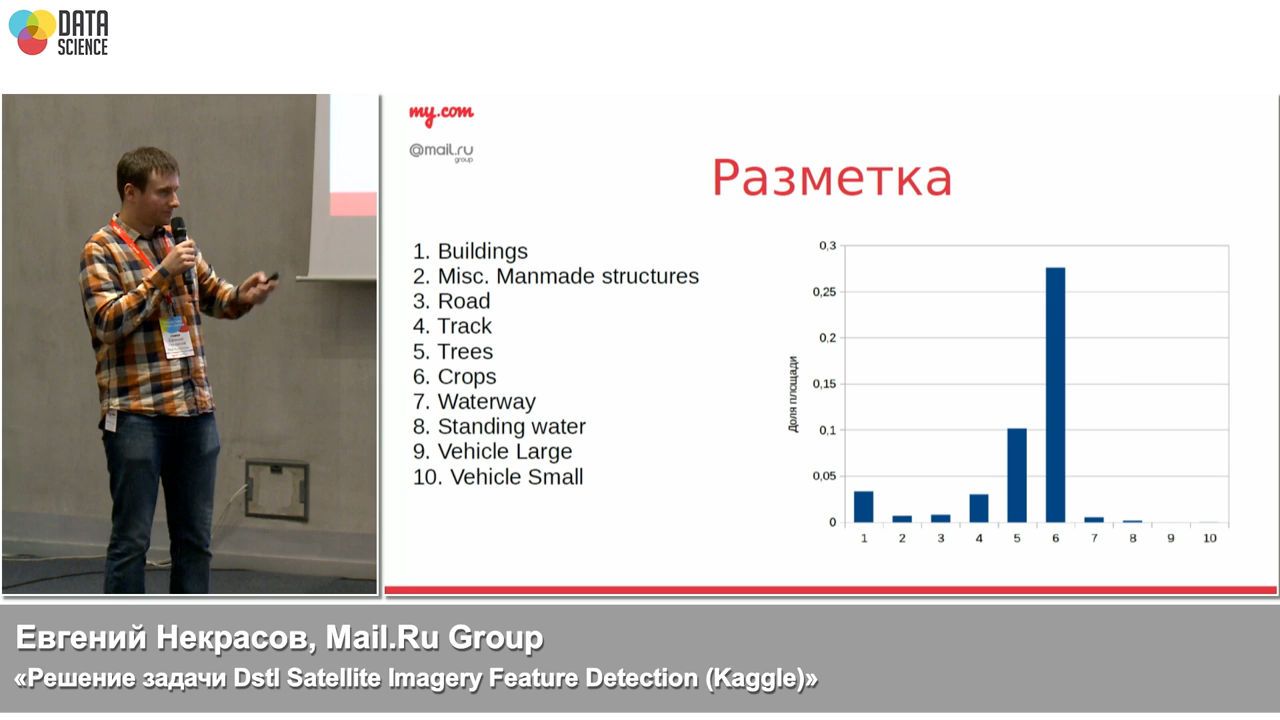 DATA
SCIENCE
my.com
@mail.ru
group
Разметка
1. Buildings
2. Misc. Manmade structures
3. Road
4. Track
5. Trees
6. Crops
7. Waterway
8. Standing water
9. Vehicle Large
10. Vehicle Small
Доля площади
0,3
0,25
0,2
0,15
0,1
0,05
0
1 2 3 4 5 6 7 8 9 10
Евгений Некрасов, Mail.Ru Group
«Решение задачи Dstl Satellite Imagery Feature Detection (Kaggle)»